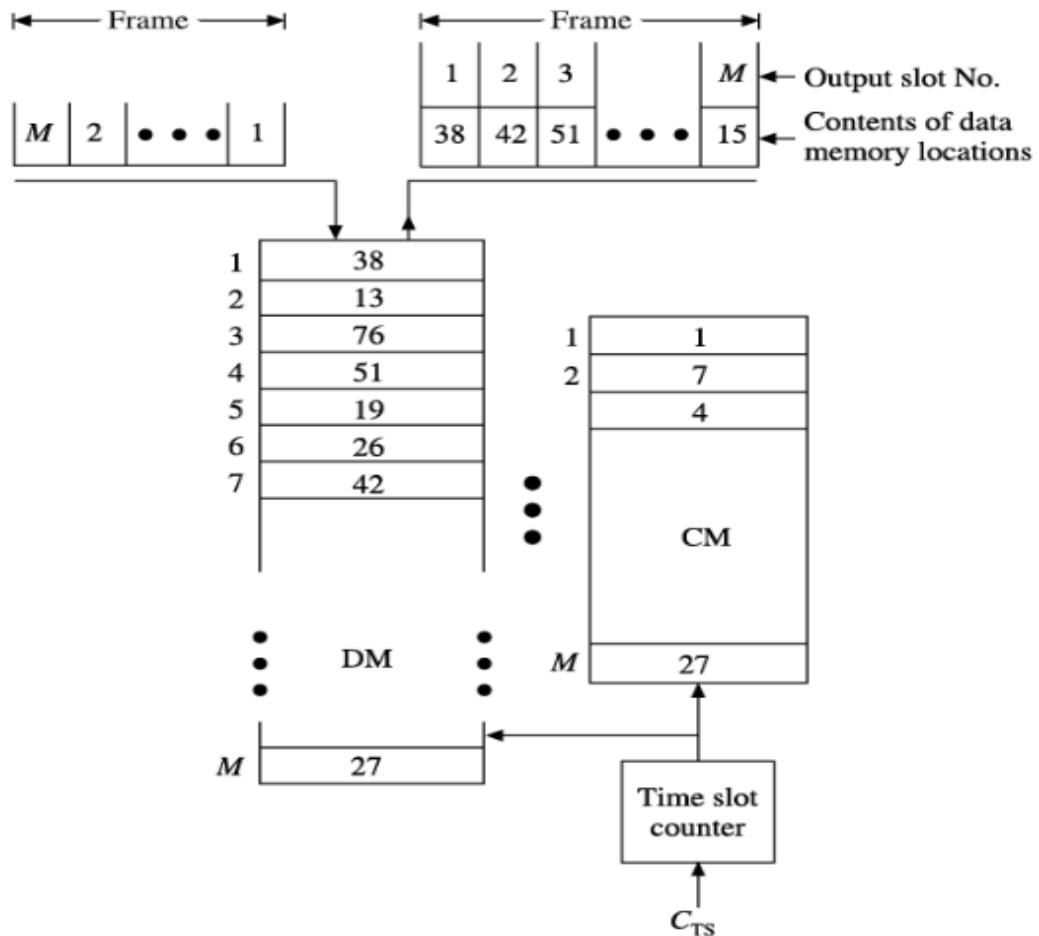 Frame Frame
1 2 3 M Output slot No.
M 2 1 38 42 51 15 Contents of data
memory locations
1 38
2 13
3 76
4 51
5 19
6 26
7 42
1 1
2 7
4
CM
DM
M 27
M 27
Time slot
counter
CTS